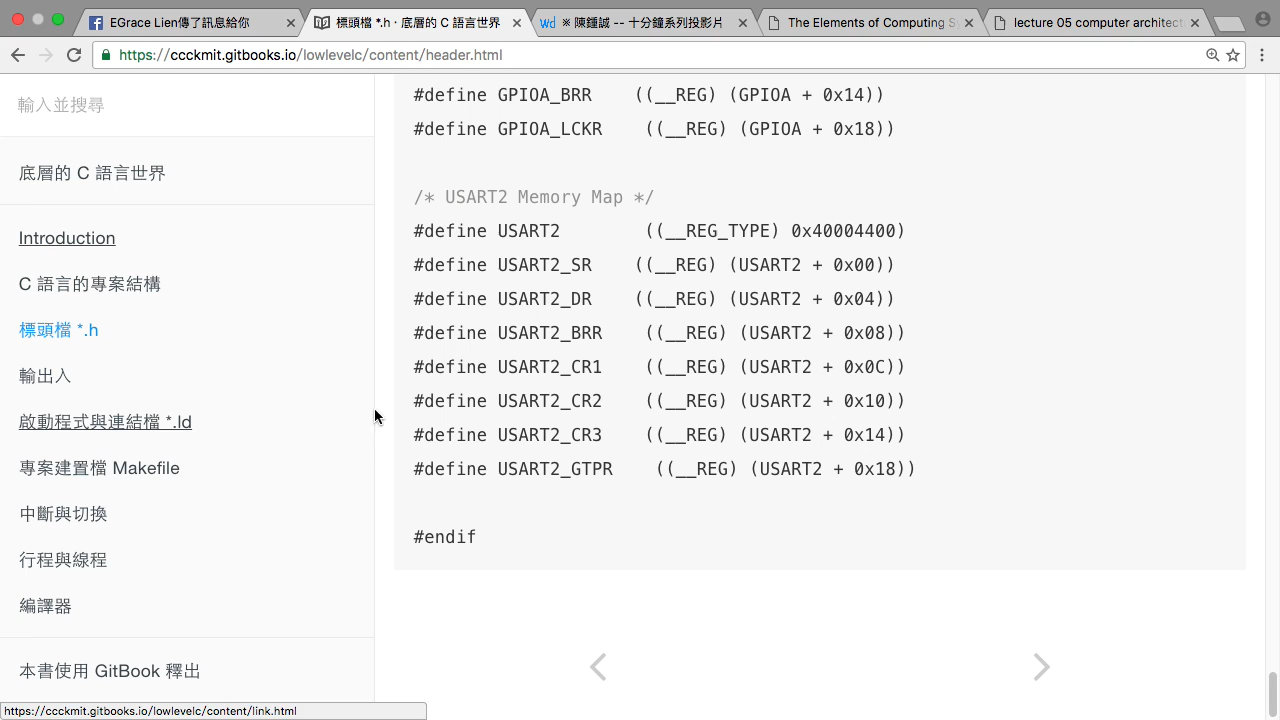 EGrace Lien傳了訊息給你
標頭檔 *.h · 底層的 C 語言世界
※ 陳鍾誠 -- 十分鐘系列投影片
The Elements of Computing Sy
lecture 05 computer architect
https://ccckmit.gitbooks.io/lowlevelc/content/header.html
輸入並搜尋
底層的 C 語言世界
Introduction
C 語言的專案結構
標頭檔 *.h
輸出入
啟動程式與連結檔 *.ld
專案建置檔 Makefile
中斷與切換
行程與線程
編譯器
本書使用 GitBook 釋出
https://ccckmit.gitbooks.io/lowlevelc/content/link.html
#define GPIOA_BRR    ((__REG) (GPIOA + 0x14))
#define GPIOA_LCKR    ((__REG) (GPIOA + 0x18))
/* USART2 Memory Map */
#define USART2        ((__REG_TYPE) 0x40004400)
#define USART2_SR    ((__REG) (USART2 + 0x00))
#define USART2_DR    ((__REG) (USART2 + 0x04))
#define USART2_BRR    ((__REG) (USART2 + 0x08))
#define USART2_CR1    ((__REG) (USART2 + 0x0C))
#define USART2_CR2    ((__REG) (USART2 + 0x10))
#define USART2_CR3    ((__REG) (USART2 + 0x14))
#define USART2_GTPR    ((__REG) (USART2 + 0x18))
#endif